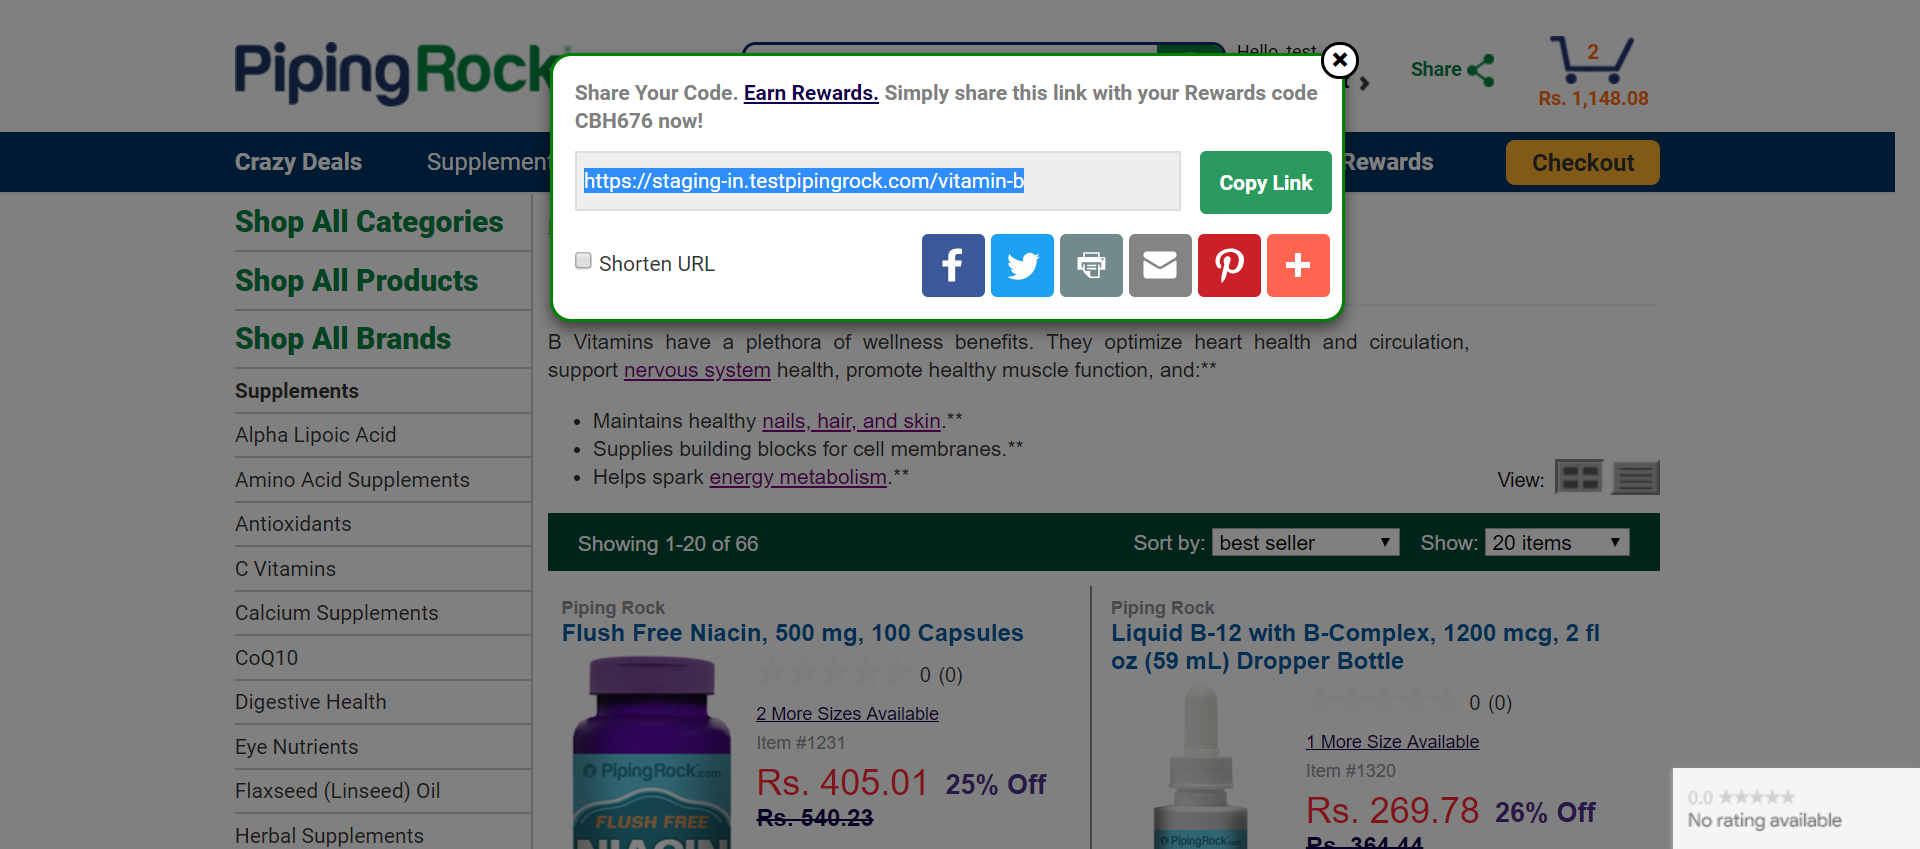 PipingRock
Hello, test
Share
2
Rs. 1,148.08
Share Your Code. Earn Rewards. Simply share this link with your Rewards code
CBH676 now!
https://staging-in.testpipingrock.com/vitamin-b
Copy Link
Shorten URL
Crazy Deals
Supplement
Rewards
Checkout
Shop All Categories
Shop All Products
Shop All Brands
Supplements
Alpha Lipoic Acid
Amino Acid Supplements
Antioxidants
C Vitamins
Calcium Supplements
CoQ10
Digestive Health
Eye Nutrients
Flaxseed (Linseed) Oil
Herbal Supplements
B Vitamins have a plethora of wellness benefits. They optimize heart health and circulation,
support nervous system health, promote healthy muscle function, and:**
• Maintains healthy nails, hair, and skin.**
• Supplies building blocks for cell membranes.**
• Helps spark energy metabolism.**
View:
Showing 1-20 of 66
Sort by: best seller
Show: 20 items
Piping Rock
Flush Free Niacin, 500 mg, 100 Capsules
0 (0)
2 More Sizes Available
Item #1231
Rs. 405.01 25% Off
Rs. 540.23
PipingRock.com
FLUSH FREE
NIACIN
Piping Rock
Liquid B-12 with B-Complex, 1200 mcg, 2 fl
oz (59 mL) Dropper Bottle
0 (0)
1 More Size Available
Item #1320
Rs. 269.78 26% Off
Rs. 364.44
PipingRock.com
0.0
No rating available